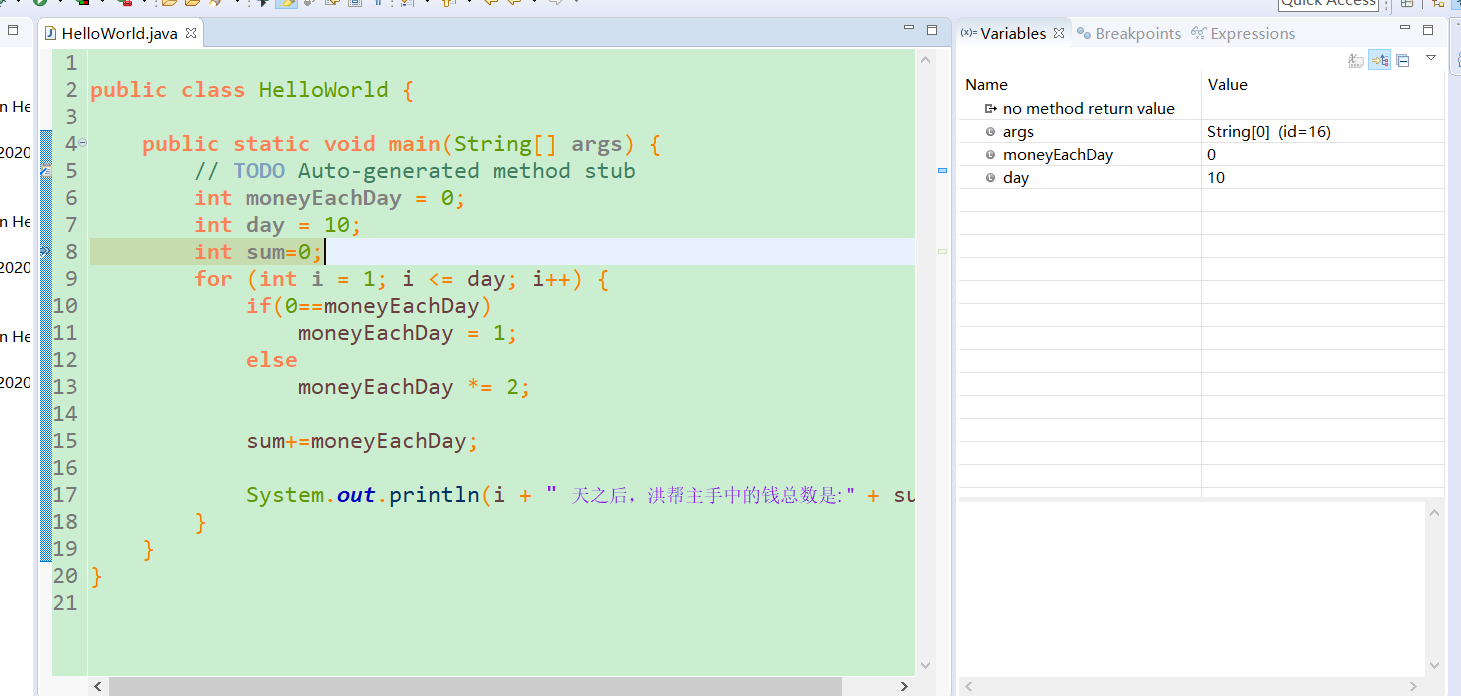 Quick Access
HelloWorld.java
1
2 public class HelloWorld {
3
4     public static void main(String[] args) {
5         // TODO Auto-generated method stub
6         int moneyEachDay = 0;
7         int day = 10;
8         int sum=0;
9         for (int i = 1; i <= day; i++) {
10             if(0==moneyEachDay)
11                 moneyEachDay = 1;
12             else
13                 moneyEachDay *= 2;
14
15             sum+=moneyEachDay;
16
17             System.out.println(i + " 天之后，洪帮主手中的钱总数是:" + su
18         }
19     }
20 }
21
n He
2020
n He
2020
n He
2020
(x)= Variables Breakpoints Expressions
Name Value
no method return value
args String[0] (id=16)
moneyEachDay 0
day 10